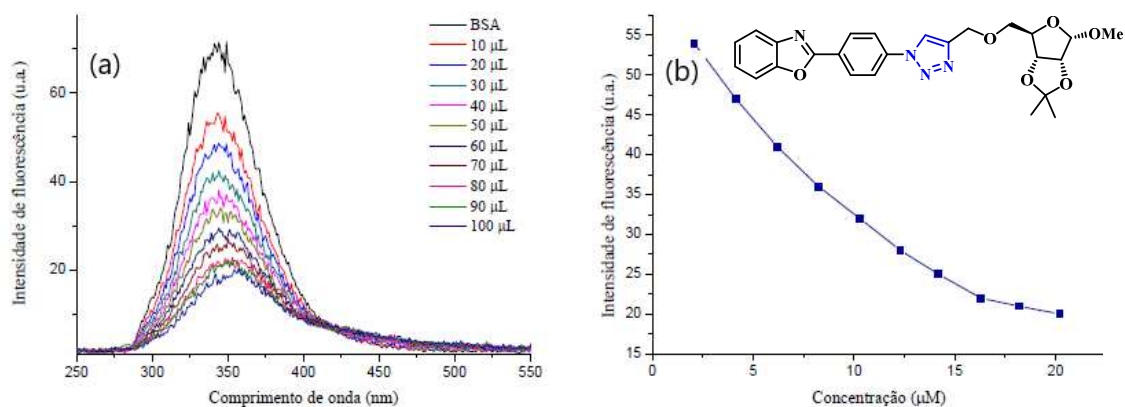 (a)
Intensidade de fluorescência (u.a.)
60
40
20
250 300 350 400 450 500 550
Comprimento de onda (nm)
BSA
10 µL
20 µL
30 µL
40 µL
50 µL
60 µL
70 µL
80 µL
90 µL
100 µL
(b)
Intensidade de fluorescência (u.a.)
55
50
45
40
35
30
25
20
15
0 5 10 15 20
Concentração (µM)
N
O
N
N
N
O
O
OMe
O
O